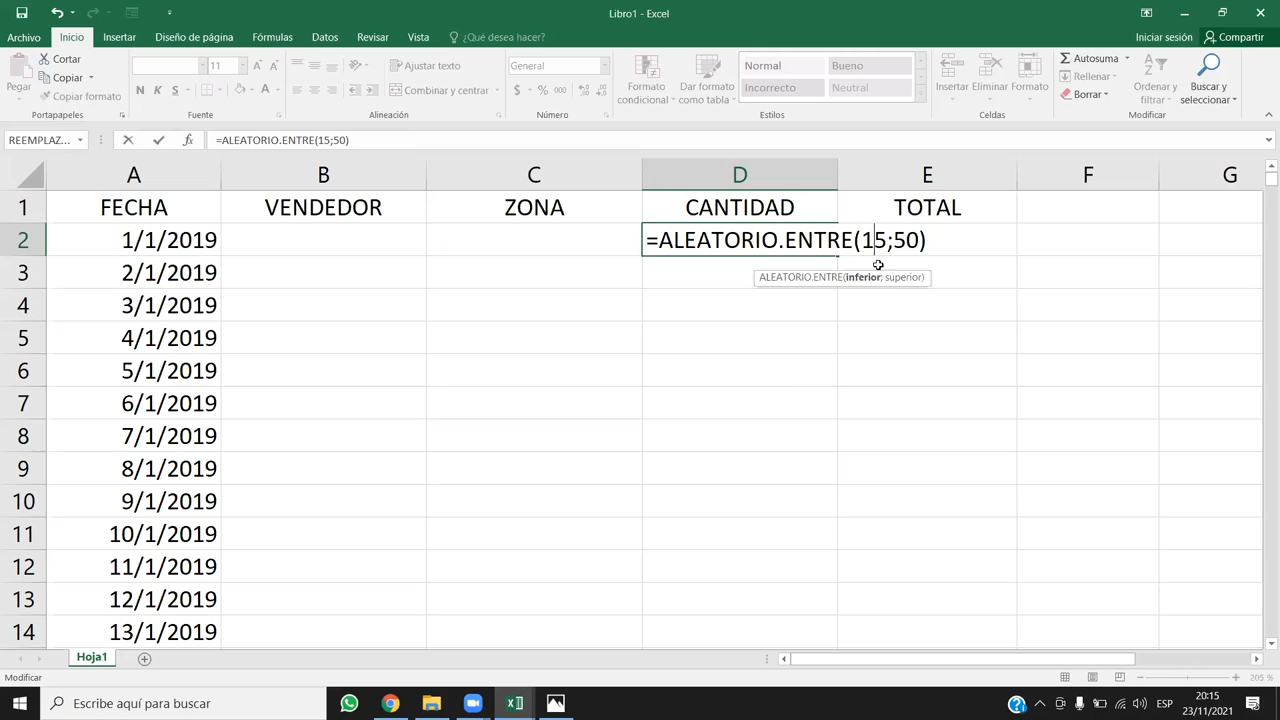 Libro1 - Excel
Archivo Inicio Insertar Diseño de página Fórmulas Datos Revisar Vista ¿Qué desea hacer? Iniciar sesión Compartir
Pegar
Cortar
Copiar
Copiar formato
Portapapeles
11
N K S
Fuente
Ajustar texto
Combinar y centrar
Alineación
General
$ % 000
Número
Formato condicional
Dar formato como tabla
Normal Bueno
Incorrecto Neutral
Estilos
Insertar Eliminar Formato
Celdas
Autosuma
Rellenar
Borrar
Ordenar y filtrar
Buscar y seleccionar
Modificar
REEMPLAZ... fx =ALEATORIO.ENTRE(15;50)
A B C D E F G
1 FECHA VENDEDOR ZONA CANTIDAD TOTAL
2 1/1/2019 =ALEATORIO.ENTRE(15;50)
ALEATORIO.ENTRE(inferior; superior)
3 2/1/2019
4 3/1/2019
5 4/1/2019
6 5/1/2019
7 6/1/2019
8 7/1/2019
9 8/1/2019
10 9/1/2019
11 10/1/2019
12 11/1/2019
13 12/1/2019
14 13/1/2019
Hoja1
Modificar 205 %
Escribe aquí para buscar ESP 20:15
23/11/2021